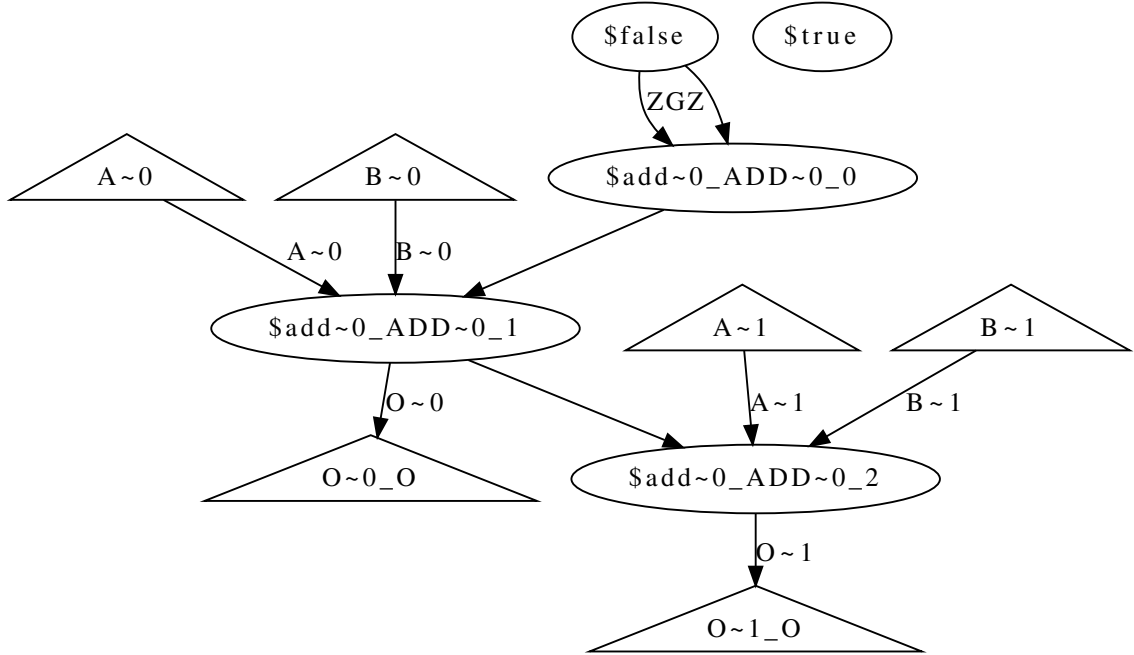 $false
$true
ZGZ
A~0
B~0
$add~0_ADD~0_0
A~0
B~0
$add~0_ADD~0_1
A~1
B~1
O~0
A~1
B~1
O~0_O
$add~0_ADD~0_2
O~1
O~1_O